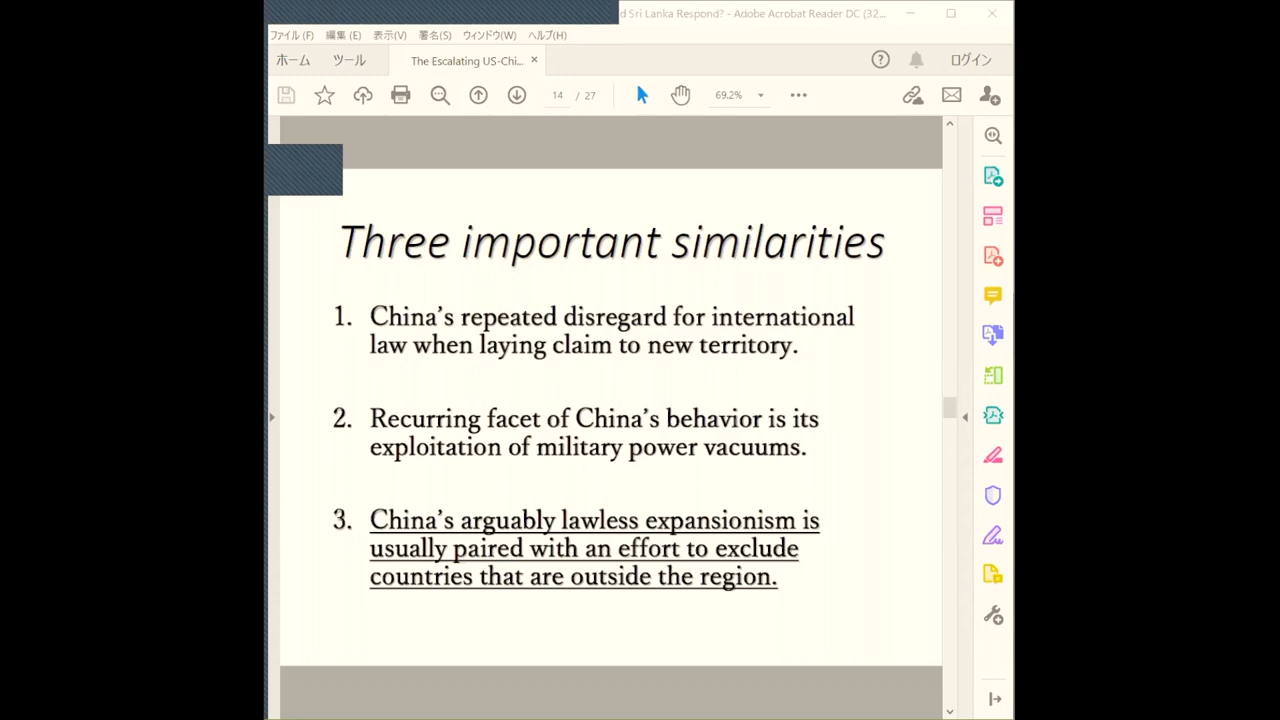 d Sri Lanka Respond? - Adobe Acrobat Reader DC (32...
ファイル(F) 編集(E) 表示(V) 署名(S) ウィンドウ(W) ヘルプ(H)
ホーム ツール The Escalating US-Chi... ×
ログイン
14 / 27 69.2%
Three important similarities
1. China's repeated disregard for international
law when laying claim to new territory.
2. Recurring facet of China's behavior is its
exploitation of military power vacuums.
3. China's arguably lawless expansionism is
usually paired with an effort to exclude
countries that are outside the region.